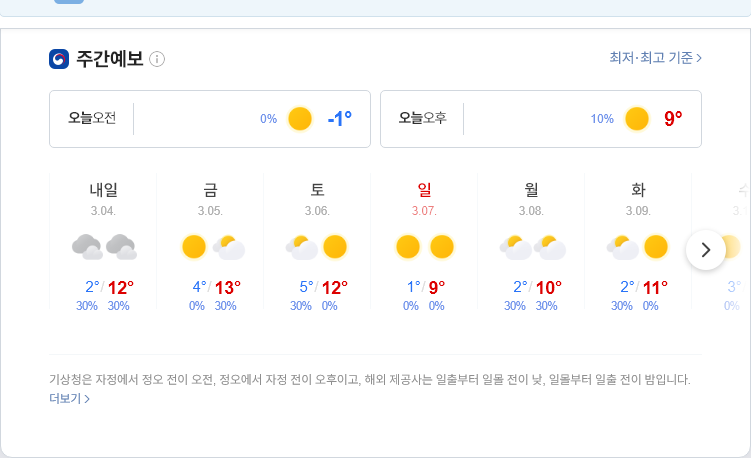 주간예보
최저·최고 기준
오늘오전 0% -1°
오늘오후 10% 9°
내일 금 토 일 월 화
3.04. 3.05. 3.06. 3.07. 3.08. 3.09. 3.
2°/12° 4°/13° 5°/12° 1°/9° 2°/10° 2°/11° 3°
30% 30% 0% 30% 30% 0% 0% 0% 30% 30% 30% 0% 0%
기상청은 자정에서 정오 전이 오전, 정오에서 자정 전이 오후이고, 해외 제공사는 일출부터 일몰 전이 낮, 일몰부터 일출 전이 밤입니다.
더보기